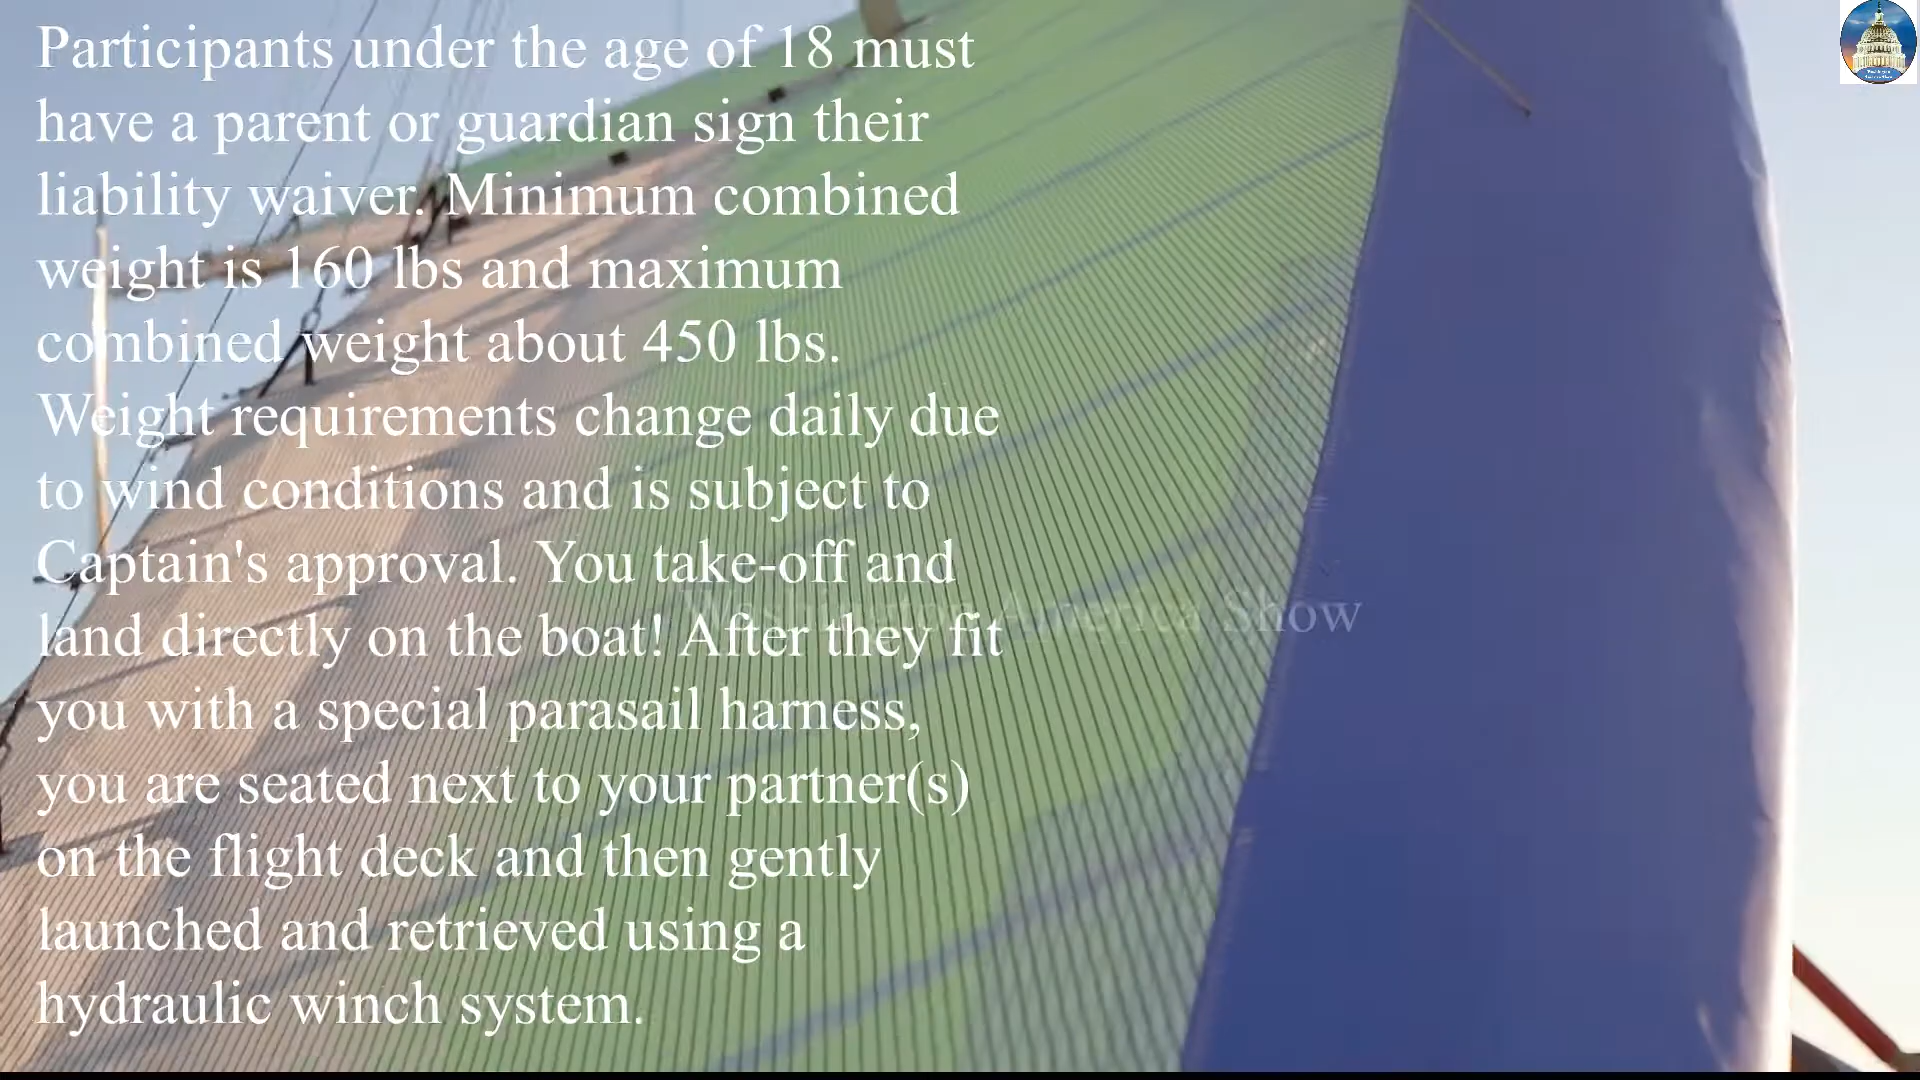 Participants under the age of 18 must
have a parent or guardian sign their
liability waiver. Minimum combined
weight is 160 lbs and maximum
combined weight about 450 lbs.
Weight requirements change daily due
to wind conditions and is subject to
Captain's approval. You take-off and
land directly on the boat! After they fit
you with a special parasail harness,
you are seated next to your partner(s)
on the flight deck and then gently
launched and retrieved using a
hydraulic winch system.
Washington America Show